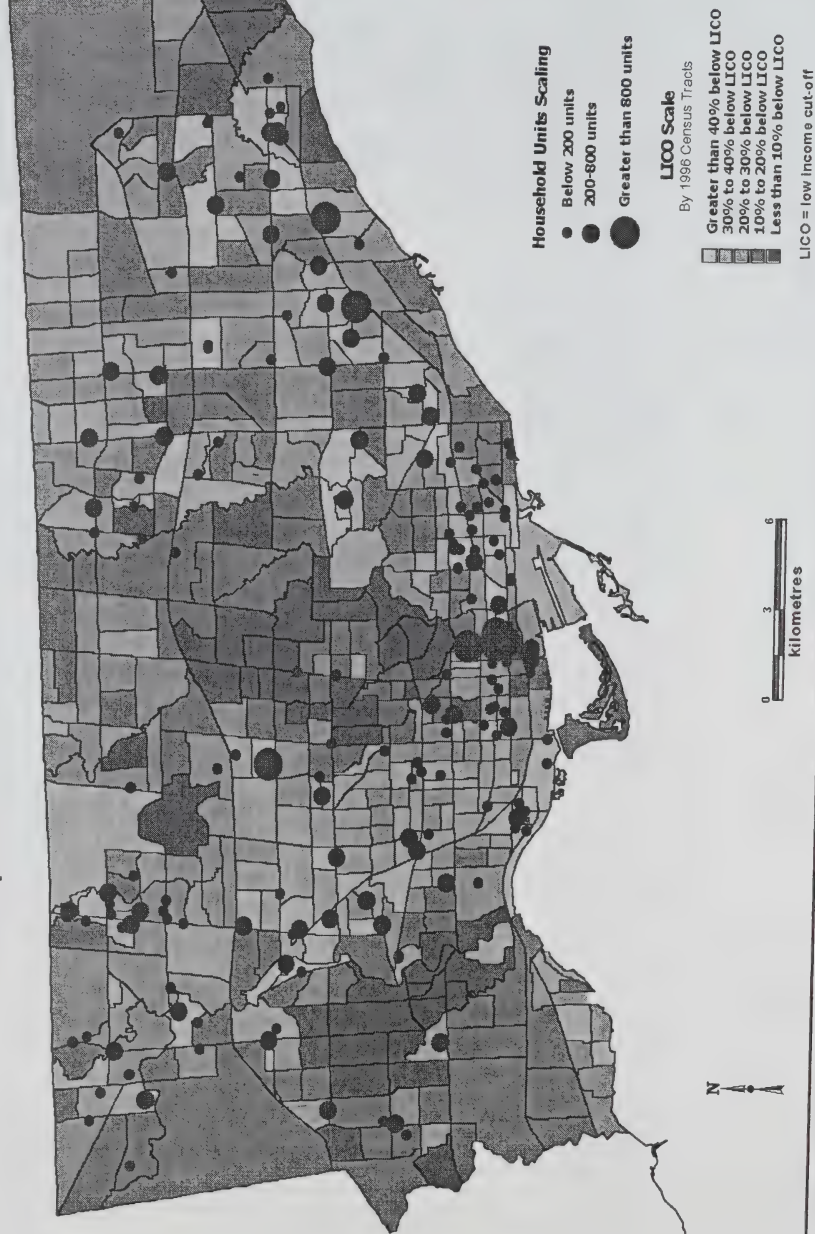 Household Units Scaling
Below 200 units
200-800 units
Greater than 800 units
LICO Scale
By 1996 Census Tracts
Greater than 40% below LICO
30% to 40% below LICO
20% to 30% below LICO
10% to 20% below LICO
Less than 10% below LICO
LICO = low income cut-off
0 3 6
kilometres
N